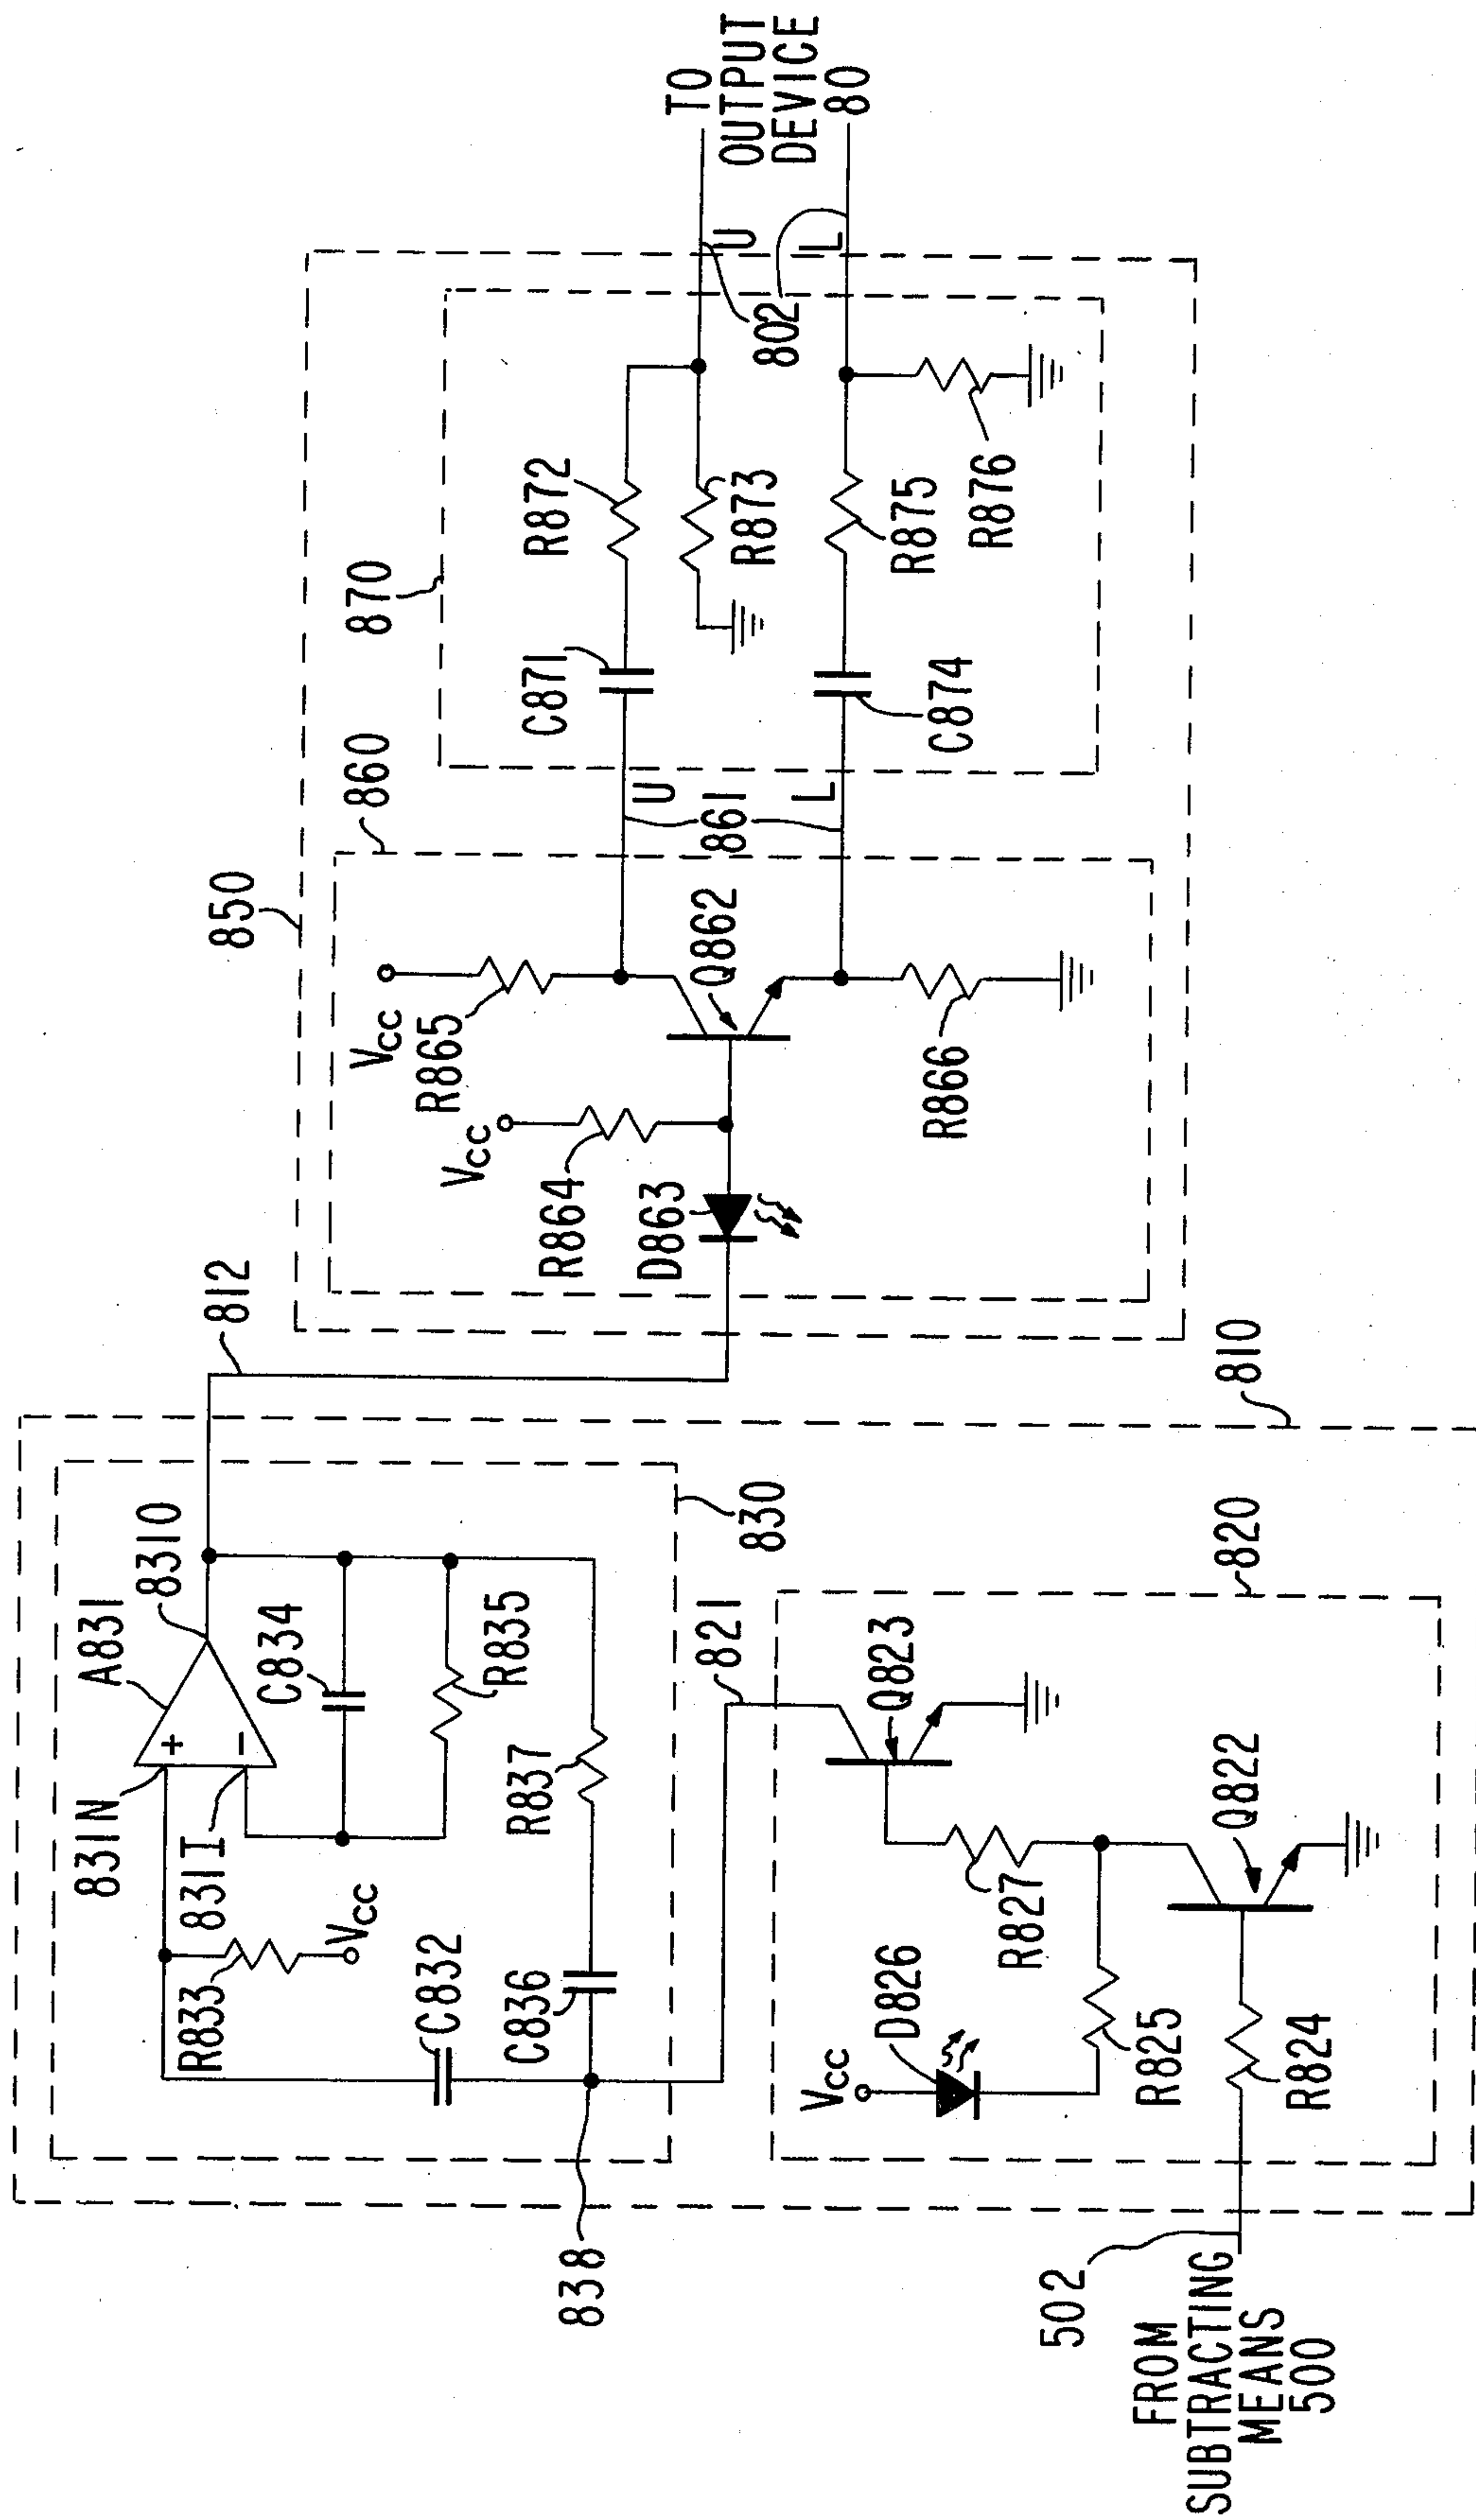 FROM
SUBTRACTING
MEANS
500
502
838
831N
A831
8310
831I
R833
Vcc
C834
R835
C832
C836
R837
830
821
Vcc
D826
Q823
R827
R825
R824
Q822
820
810
812
850
860
Vcc
R865
Vcc
R864
D863
Q862
R866
861
U
L
870
C871
R872
R873
C874
R875
R876
802
U
L
TO
OUTPUT
DEVICE
80
+
-